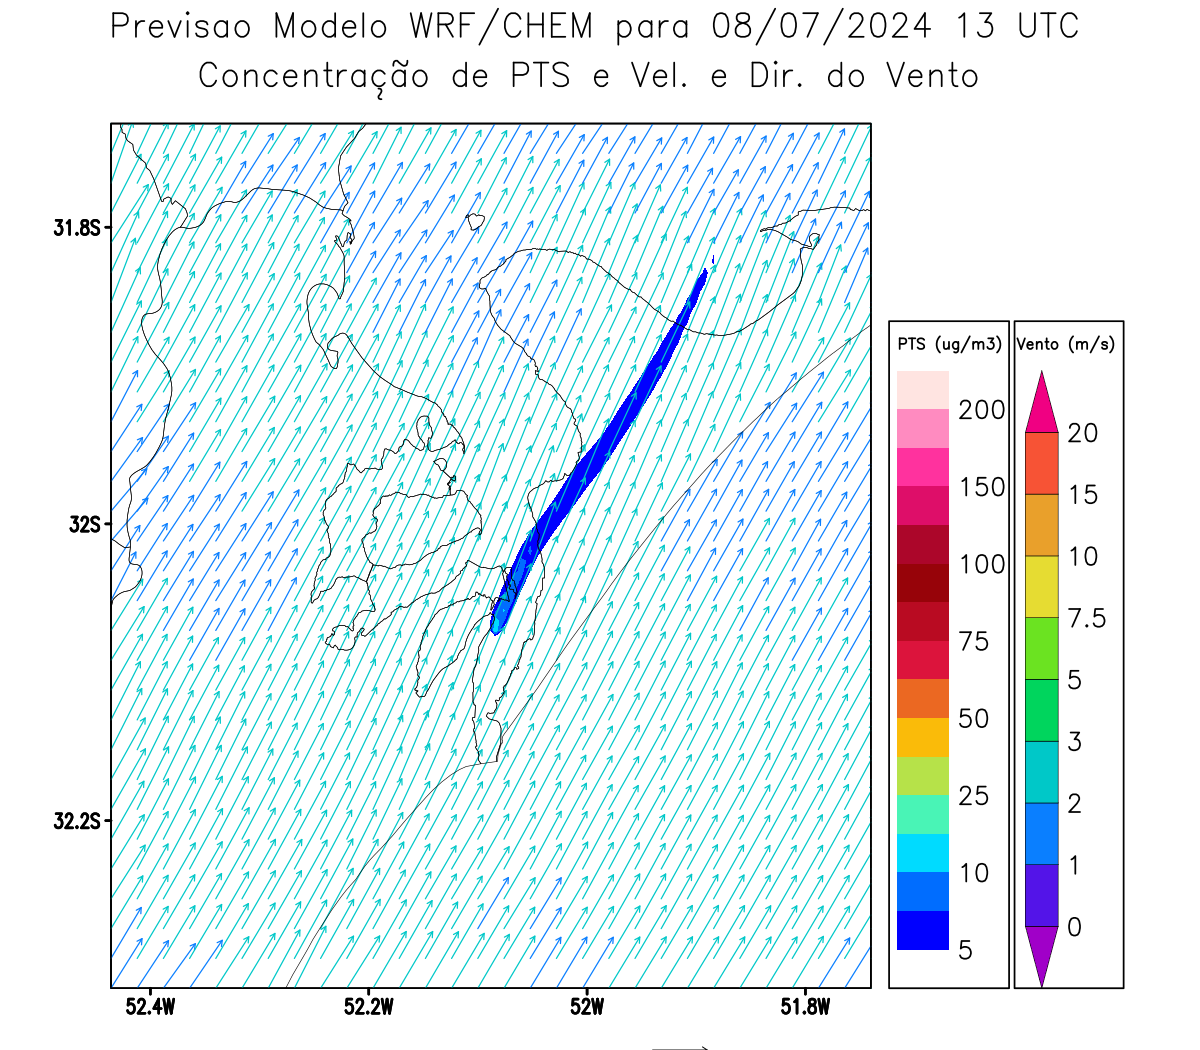 Previsao Modelo WRF/CHEM para 08/07/2024 13 UTC
Concentração de PTS e Vel. e Dir. do Vento
31.8S
32S
32.2S
52.4W 52.2W 52W 51.8W
PTS (ug/m3)
200
150
100
75
50
25
10
5
Vento (m/s)
20
15
10
7.5
5
3
2
1
0